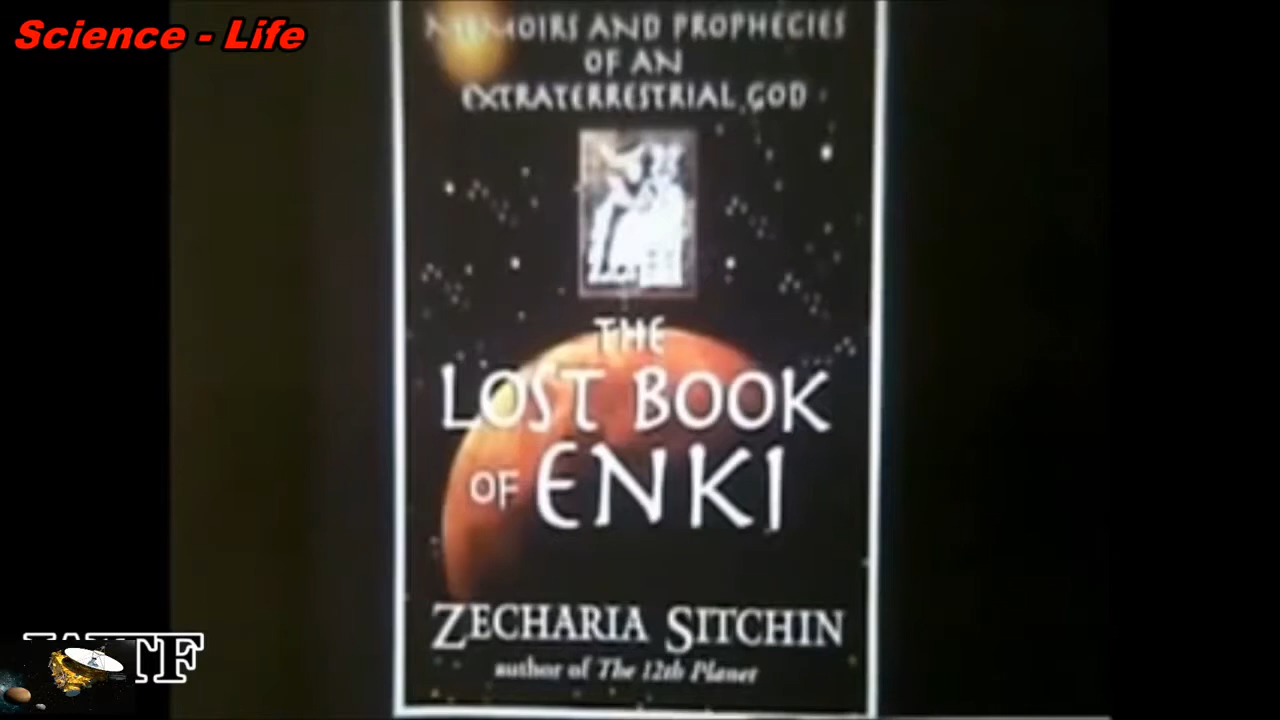 Science - Life
MEMOIRS AND PROPHECIES
OF AN
EXTRATERRESTRIAL GOD
THE
LOST BOOK
OF ENKI
ZECHARIA SITCHIN
author of The 12th Planet